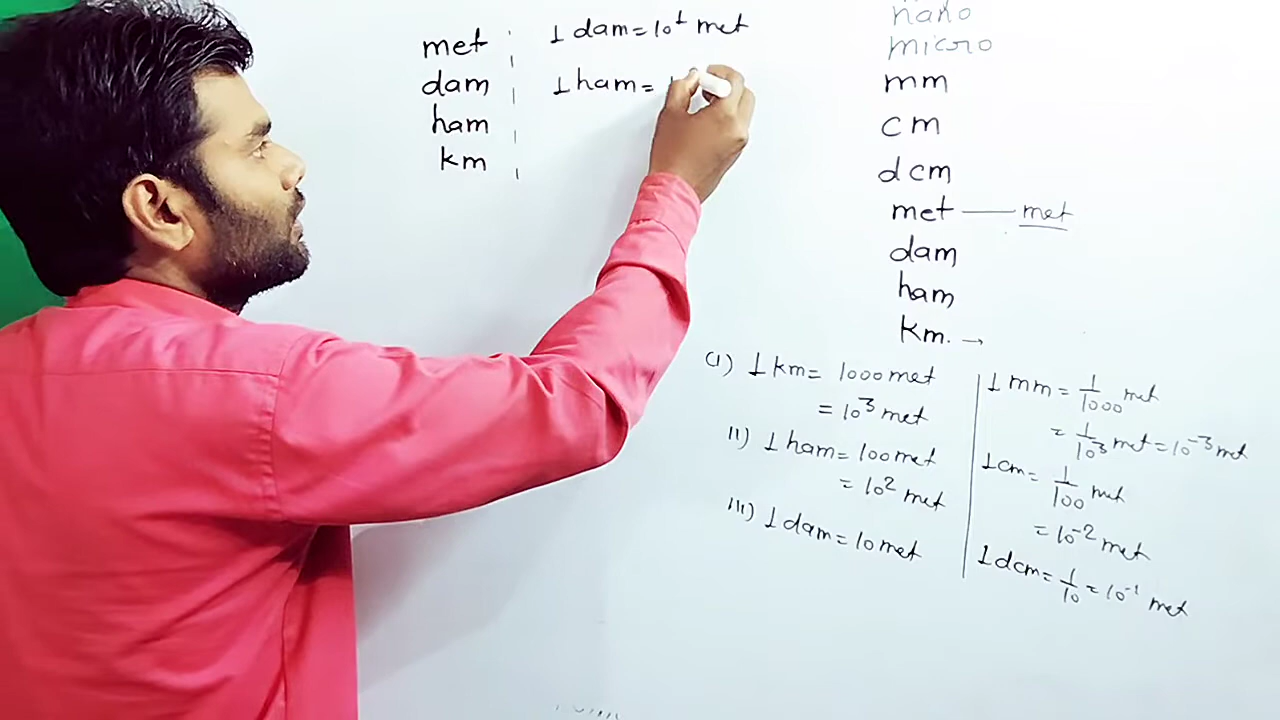 met
dam
ham
km
1 dam = 10¹ met
1 ham =
nano
micro
mm
cm
dcm
met — met
dam
ham
km. →
(1) 1 km = 1000 met
= 10³ met
11) 1 ham = 100 met
= 10² met
111) 1 dam = 10 met
1 mm = 1/1000 met
= 1/10³ met = 10⁻³ met
1 cm = 1/100 met
= 10⁻² met
1 dcm = 1/10 = 10⁻¹ met